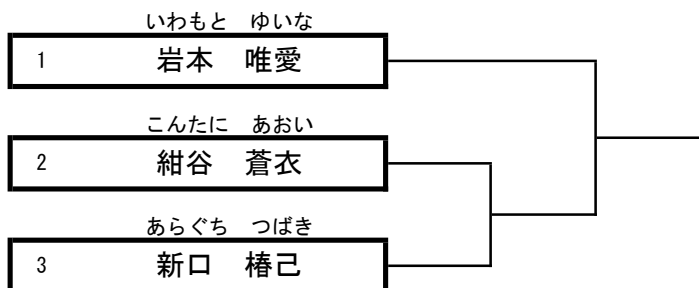 いわもと　ゆいな
1　岩本　唯愛
こんたに　あおい
2　紺谷　蒼衣
あらぐち　つばき
3　新口　椿己